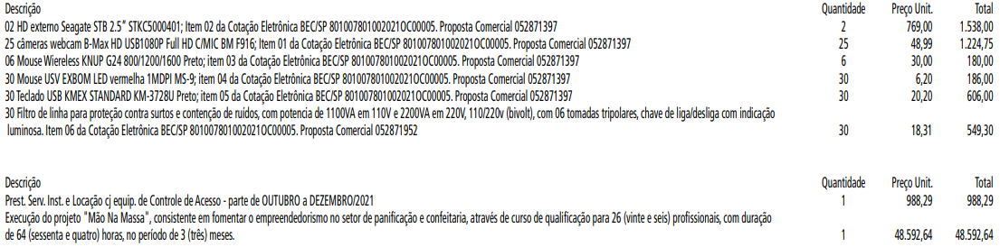 Descrição Quantidade Preço Unit. Total
02 HD externo Seagate STB 2.5” STKC5000401; Item 02 da Cotação Eletrônica BEC/SP 801007801002021OC00005. Proposta Comercial 052871397 2 769,00 1.538,00
25 câmeras webcam B-Max HD USB1080P Full HD C/MIC BM F916; Item 01 da Cotação Eletrônica BEC/SP 801007801002021OC00005. Proposta Comercial 052871397 25 48,99 1.224,75
06 Mouse Wiereless KNUP G24 800/1200/1600 Preto; item 03 da Cotação Eletrônica BEC/SP 801007801002021OC00005. Proposta Comercial 052871397 6 30,00 180,00
30 Mouse USV EXBOM LED vermelha 1MDPI MS-9; item 04 da Cotação Eletrônica BEC/SP 801007801002021OC00005. Proposta Comercial 052871397 30 6,20 186,00
30 Teclado USB KMEX STANDARD KM-3728U Preto; item 05 da Cotação Eletrônica BEC/SP 801007801002021OC00005. Proposta Comercial 052871397 30 20,20 606,00
30 Filtro de linha para proteção contra surtos e contenção de ruídos, com potencia de 1100VA em 110V e 2200VA em 220V, 110/220v (bivolt), com 06 tomadas tripolares, chave de liga/desliga com indicação
luminosa. Item 06 da Cotação Eletrônica BEC/SP 801007801002021OC00005. Proposta Comercial 052871952 30 18,31 549,30
Descrição Quantidade Preço Unit. Total
Prest. Serv. Inst. e Locação cj equip. de Controle de Acesso - parte de OUTUBRO a DEZEMBRO/2021 1 988,29 988,29
Execução do projeto "Mão Na Massa", consistente em fomentar o empreendedorismo no setor de panificação e confeitaria, através de curso de qualificação para 26 (vinte e seis) profissionais, com duração
de 64 (sessenta e quatro) horas, no período de 3 (três) meses. 1 48.592,64 48.592,64